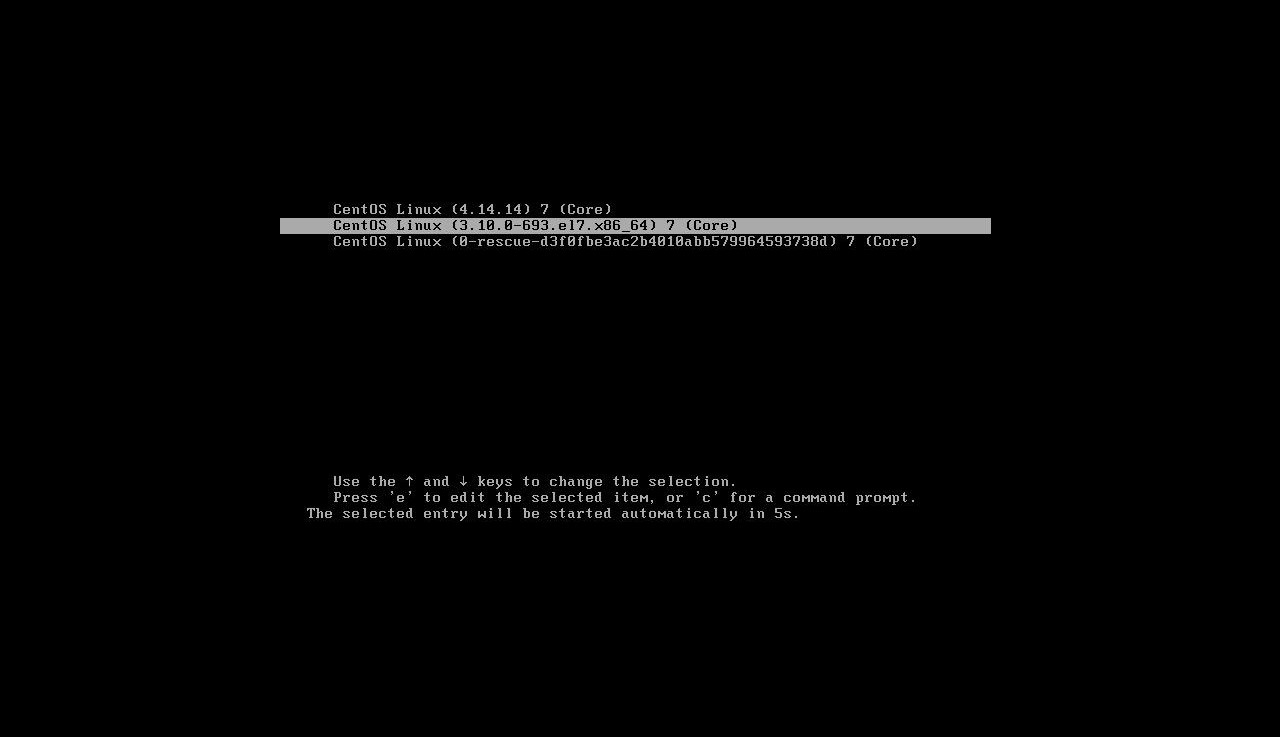 CentOS Linux (4.14.14) 7 (Core)
CentOS Linux (3.10.0-693.el7.x86_64) 7 (Core)
CentOS Linux (0-rescue-d3f0fbe3ac2b4010abb579964593738d) 7 (Core)
Use the ↑ and ↓ keys to change the selection.
Press 'e' to edit the selected item, or 'c' for a command prompt.
The selected entry will be started automatically in 5s.